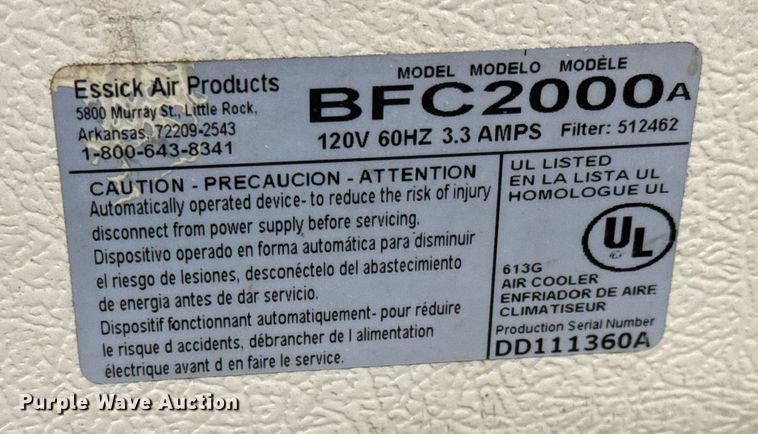 Essick Air Products
5800 Murray St., Little Rock,
Arkansas, 72209-2543
1-800-643-8341
MODEL MODELO MODÈLE
BFC2000A
120V 60HZ 3.3 AMPS Filter: 512462
CAUTION - PRECAUCION - ATTENTION
Automatically operated device- to reduce the risk of injury
disconnect from power supply before servicing.
Dispositivo operado en forma automática para disminuir
el riesgo de lesiones, desconéctelo del abastecimiento
de energia antes de dar servicio.
Dispositif fonctionnant automatiquement- pour réduire
le risque d accidents, débrancher de l alimentation
électrique avant d en faire le service.
UL LISTED
EN LA LISTA UL
HOMOLOGUE UL
UL
613G
AIR COOLER
ENFRIADOR DE AIRE
CLIMATISEUR
Production Serial Number
DD111360A
Purple Wave Auction